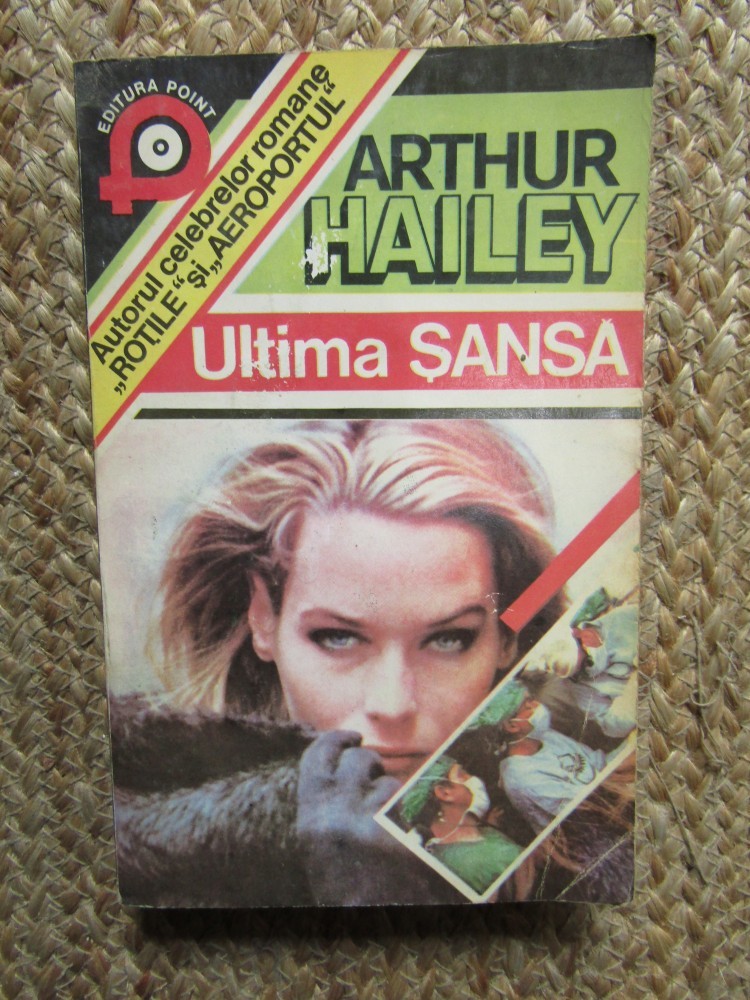 EDITURA POINT
Autorul celebrelor romane
„ROȚILE“ și „AEROPORTUL“
ARTHUR
HAILEY
Ultima ȘANSĂ